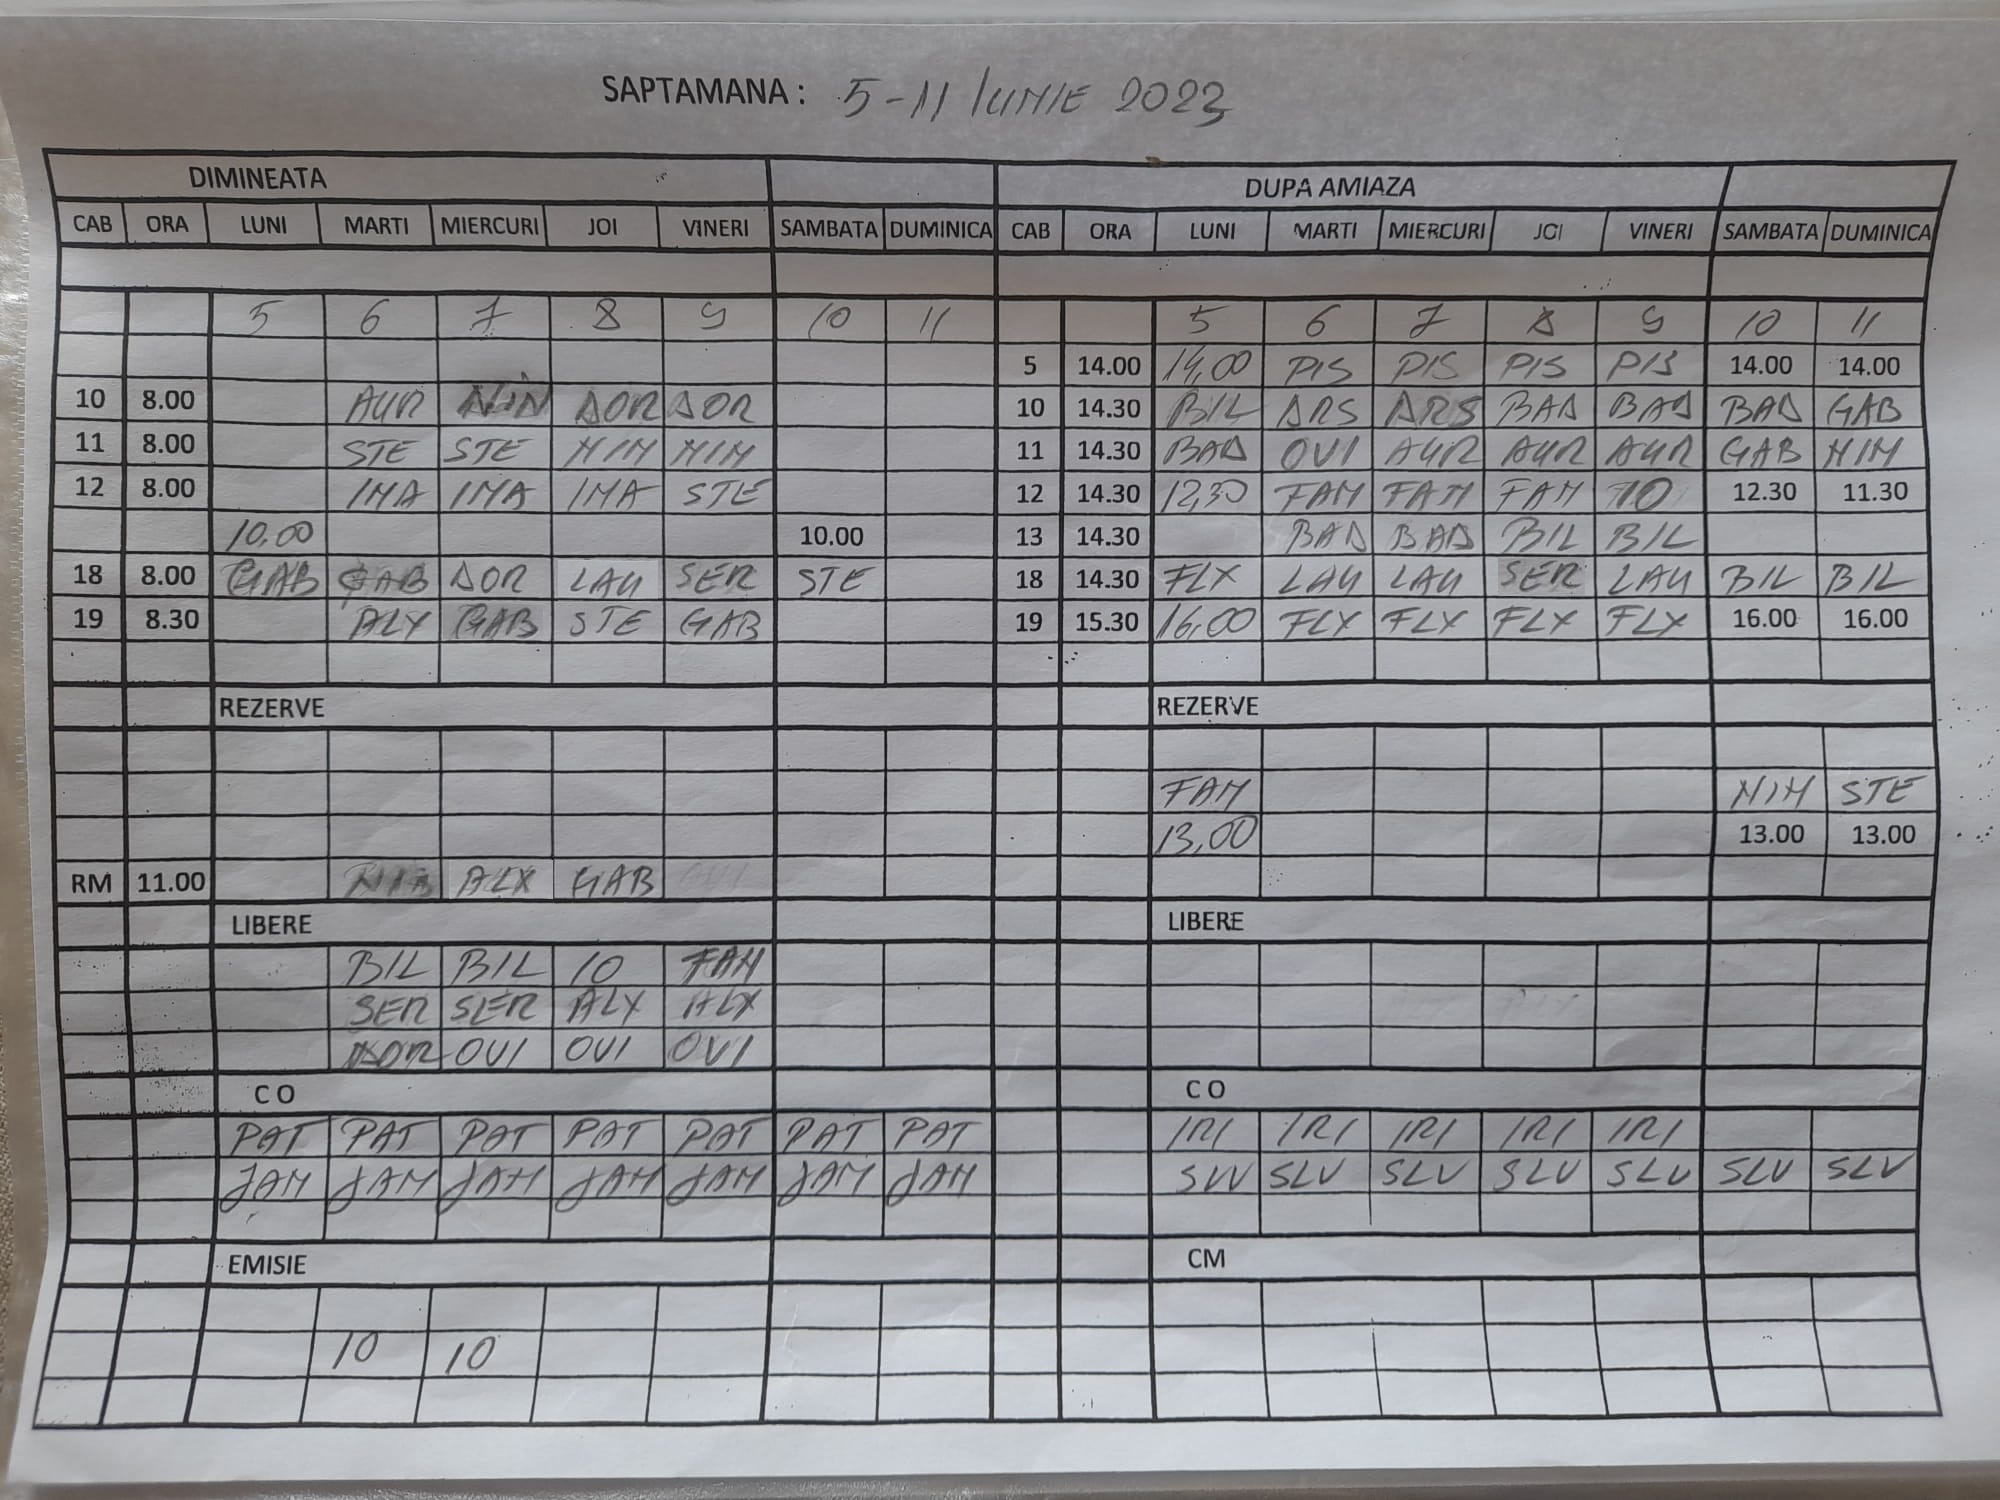 SAPTAMANA: 5-11 IUNIE 2023
DIMINEATA DUPA AMIAZA
CAB ORA LUNI MARTI MIERCURI JOI VINERI SAMBATA DUMINICA CAB ORA LUNI MARTI MIERCURI JOI VINERI SAMBATA DUMINICA
5 6 7 8 9 10 11 5 6 7 8 9 10 11
5 14.00 14,00 PIS PIS PIS PIS 14.00 14.00
10 8.00 AUR NIN DOR DOR 10 14.30 BIL ARS ARS BAD BAD BAD GAB
11 8.00 STE STE MIM MIM 11 14.30 BAD OVI AUR AUR AUR GAB MIM
12 8.00 IMA IMA IMA STE 12 14.30 12,30 FAM FAM FAM 10 12.30 11.30
10,00 10.00 13 14.30 BAD BAD BIL BIL
18 8.00 GAB GAB DOR LAU SER STE 18 14.30 FLX LAU LAU SER LAU BIL BIL
19 8.30 ALX GAB STE GAB 19 15.30 16,00 FLX FLX FLX FLX 16.00 16.00
REZERVE REZERVE
FAM MIM STE
13,00 13.00 13.00
RM 11.00 ALX GAB
LIBERE LIBERE
BIL BIL 10 FAM
SER SER ALX ALX
DOR OVI OVI OVI
C O C O
PAT PAT PAT PAT PAT PAT PAT IRI IRI IRI IRI IRI
JAM JAM JAM JAM JAM JAM JAM SLV SLV SLV SLV SLV SLV SLV
EMISIE CM
10 10